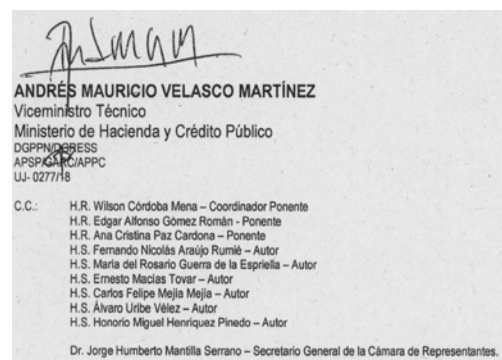 ANDRÉS MAURICIO VELASCO MARTÍNEZ
Viceministro Técnico
Ministerio de Hacienda y Crédito Público
DGPPN/DGRESS
UJ- 0277/18
C.C.: H.R. Wilson Córdoba Mena – Coordinador Ponente
H.R. Edgar Alfonso Gómez Román - Ponente
H.R. Ana Cristina Paz Cardona – Ponente
H.S. Fernando Nicolás Araújo Rumié – Autor
H.S. María del Rosario Guerra de la Espriella – Autor
H.S. Ernesto Macías Tovar – Autor
H.S. Carlos Felipe Mejía Mejía – Autor
H.S. Álvaro Uribe Vélez – Autor
H.S. Honorio Miguel Henriquez Pinedo – Autor
Dr. Jorge Humberto Mantilla Serrano – Secretario General de la Cámara de Representantes.